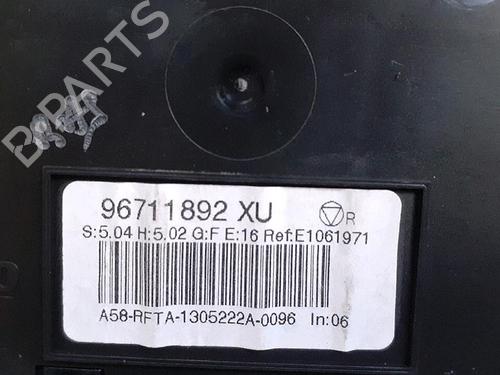 B-PARTS
96711892 XU
R
S:5.04 H:5.02 G:F E:16 Ref:E1061971
A58-RFTA-1305222A-0096 In:06